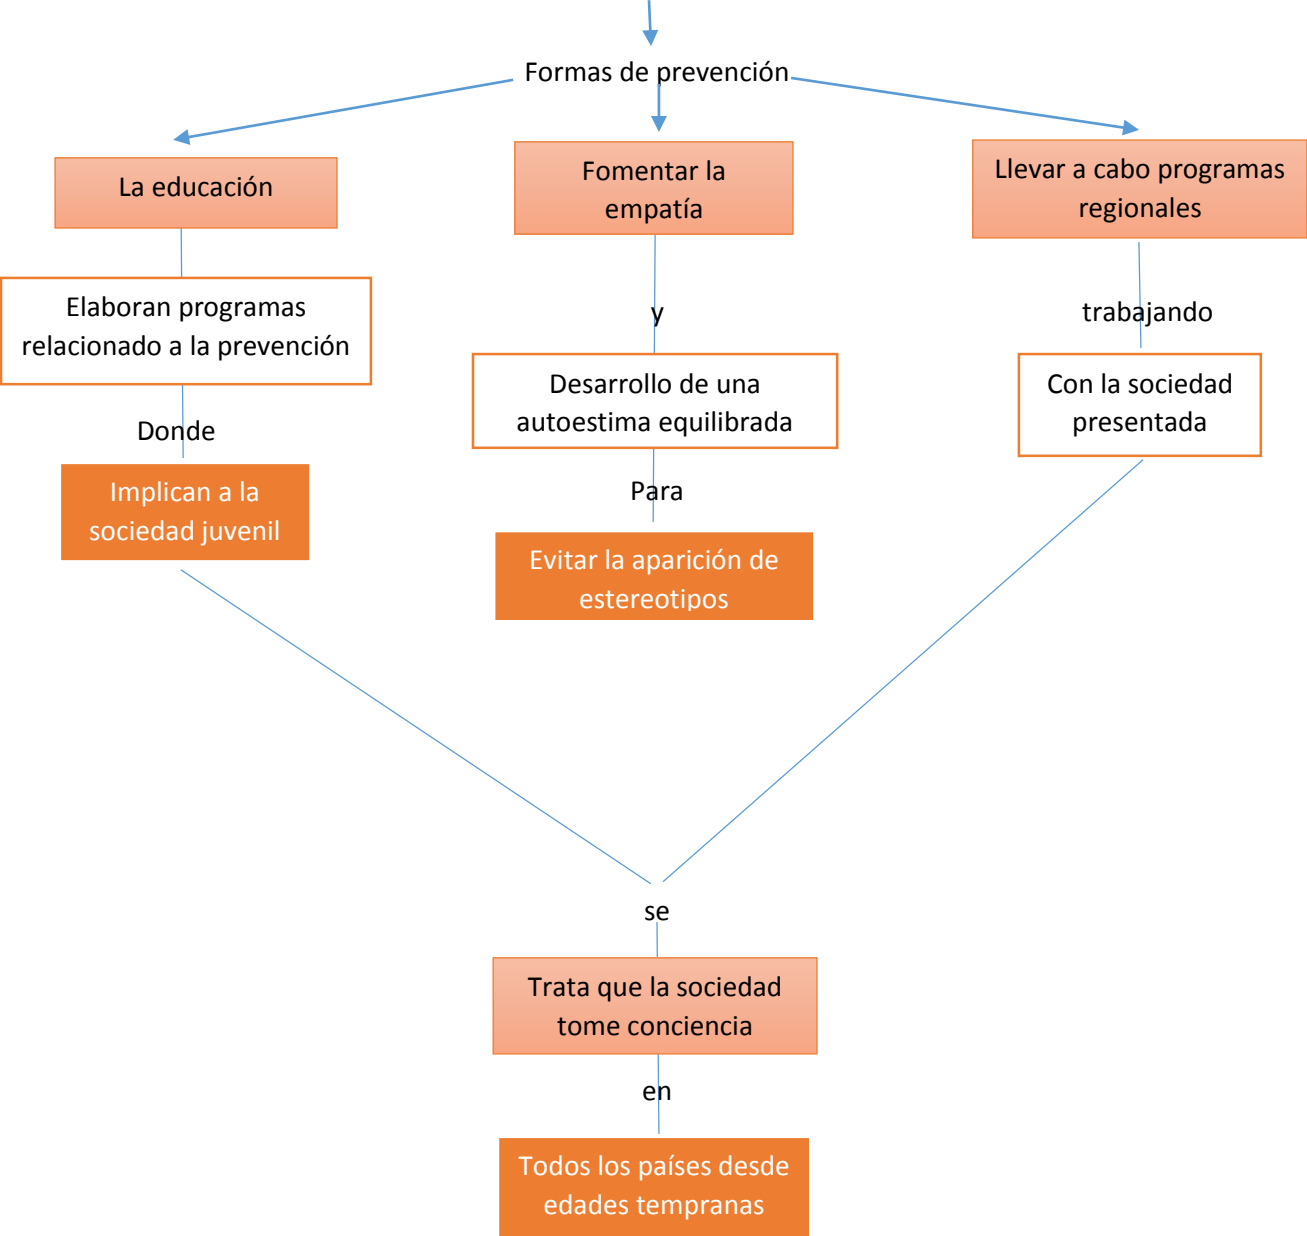 Formas de prevención
La educación
Fomentar la
empatía
Llevar a cabo programas
regionales
Elaboran programas
relacionado a la prevención
y
trabajando
Desarrollo de una
autoestima equilibrada
Con la sociedad
presentada
Donde
Implican a la
sociedad juvenil
Para
Evitar la aparición de
estereotipos
se
Trata que la sociedad
tome conciencia
en
Todos los países desde
edades tempranas